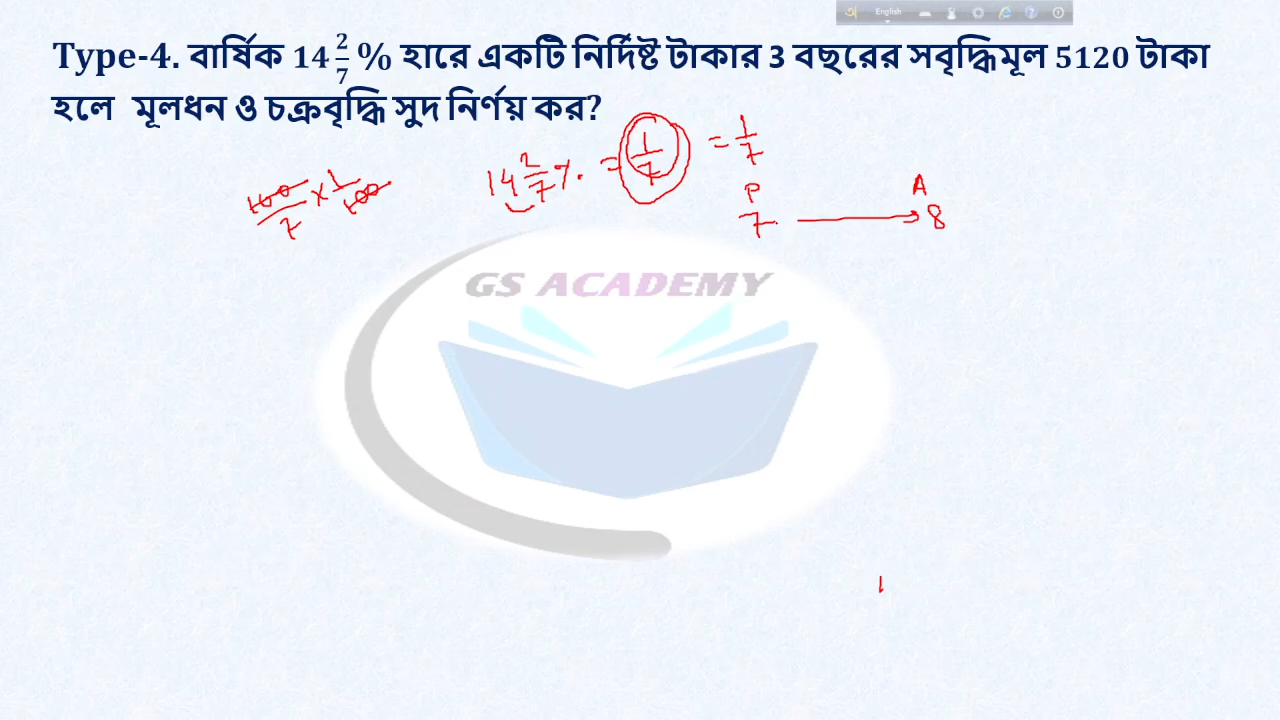 English
Type-4. বার্ষিক 14 2/7 % হারে একটি নির্দিষ্ট টাকার 3 বছরের সবৃদ্ধিমূল 5120 টাকা
হলে মূলধন ও চক্রবৃদ্ধি সুদ নির্ণয় কর?
100/7 × 1/100
14 2/7 % = 1/7 = 1/7
P A
7 → 8
GS ACADEMY